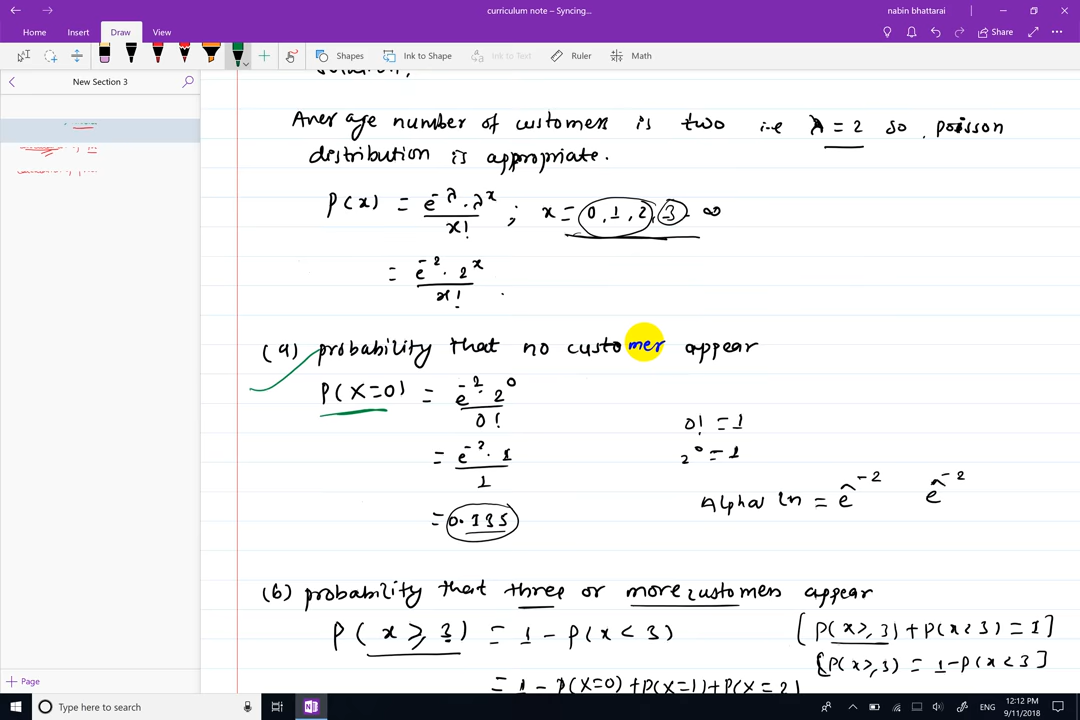 curriculum note – Syncing...
nabin bhattarai
Home Insert Draw View
Share
Shapes Ink to Shape Ink to Text Ruler Math
New Section 3
solution,
Average number of customers is two i.e λ = 2 so, poisson
distribution is appropriate.
P(x) = e^-λ · λ^x / x! ; x = 0, 1, 2, 3 - ∞
= e^-2 · 2^x / x!
(a) probability that no customer appear
P(X=0) = e^-2 · 2^0 / 0!
0! = 1
= e^-2 · 1 / 1
2^0 = 1
Alpha ln = e^-2 e^-2
= 0.135
(b) probability that three or more customers appear
P(x ≥ 3) = 1 - P(x < 3)
[P(x ≥ 3) + P(x < 3) = 1]
[P(x ≥ 3) = 1 - P(x < 3]
= 1 - P(X=0) + P(X=1) + P(X=2)
+ Page
Type here to search
ENG
12:12 PM
9/11/2018